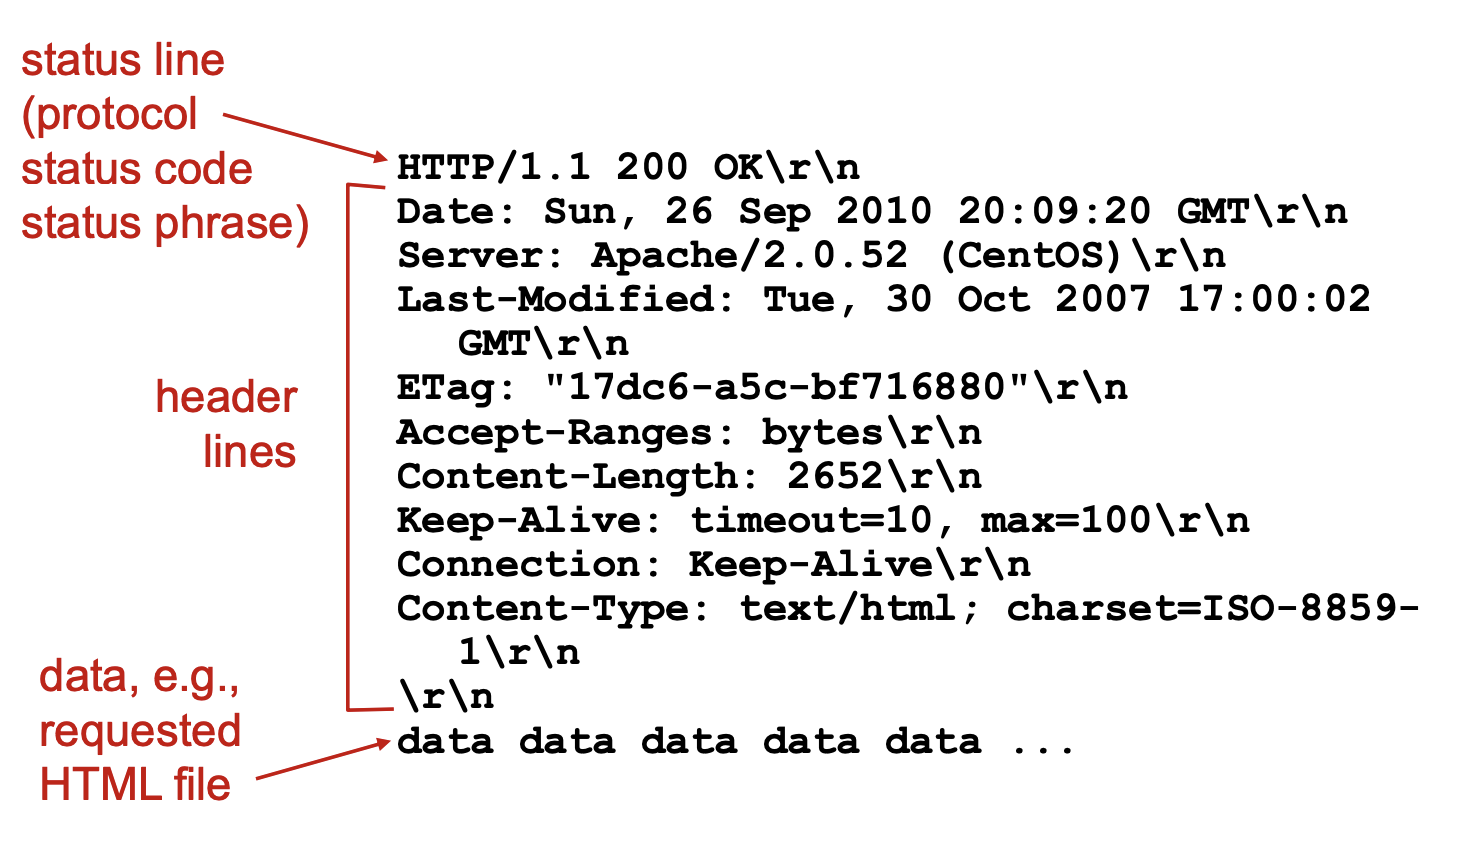 status line
(protocol
status code
status phrase)
HTTP/1.1 200 OK\r\n
Date: Sun, 26 Sep 2010 20:09:20 GMT\r\n
Server: Apache/2.0.52 (CentOS)\r\n
Last-Modified: Tue, 30 Oct 2007 17:00:02
GMT\r\n
ETag: "17dc6-a5c-bf716880"\r\n
Accept-Ranges: bytes\r\n
Content-Length: 2652\r\n
Keep-Alive: timeout=10, max=100\r\n
Connection: Keep-Alive\r\n
Content-Type: text/html; charset=ISO-8859-
1\r\n
\r\n
data data data data data ...
header
lines
data, e.g.,
requested
HTML file